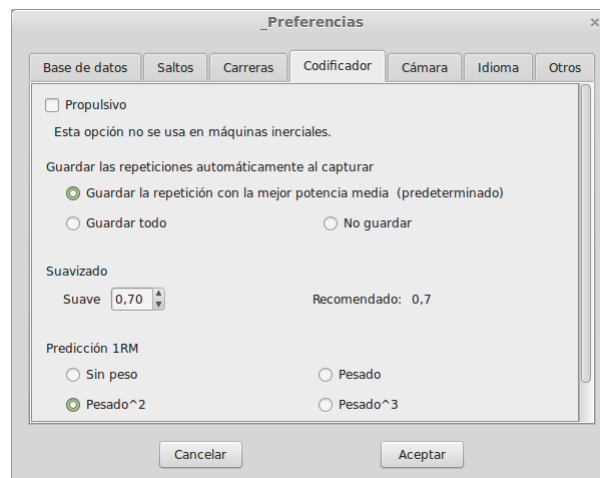 _Preferencias
Base de datos Saltos Carreras Codificador Cámara Idioma Otros
Propulsivo
Esta opción no se usa en máquinas inerciales.
Guardar las repeticiones automáticamente al capturar
Guardar la repetición con la mejor potencia media (predeterminado)
Guardar todo No guardar
Suavizado
Suave 0,70 Recomendado: 0,7
Predicción 1RM
Sin peso Pesado
Pesado^2 Pesado^3
Cancelar Aceptar